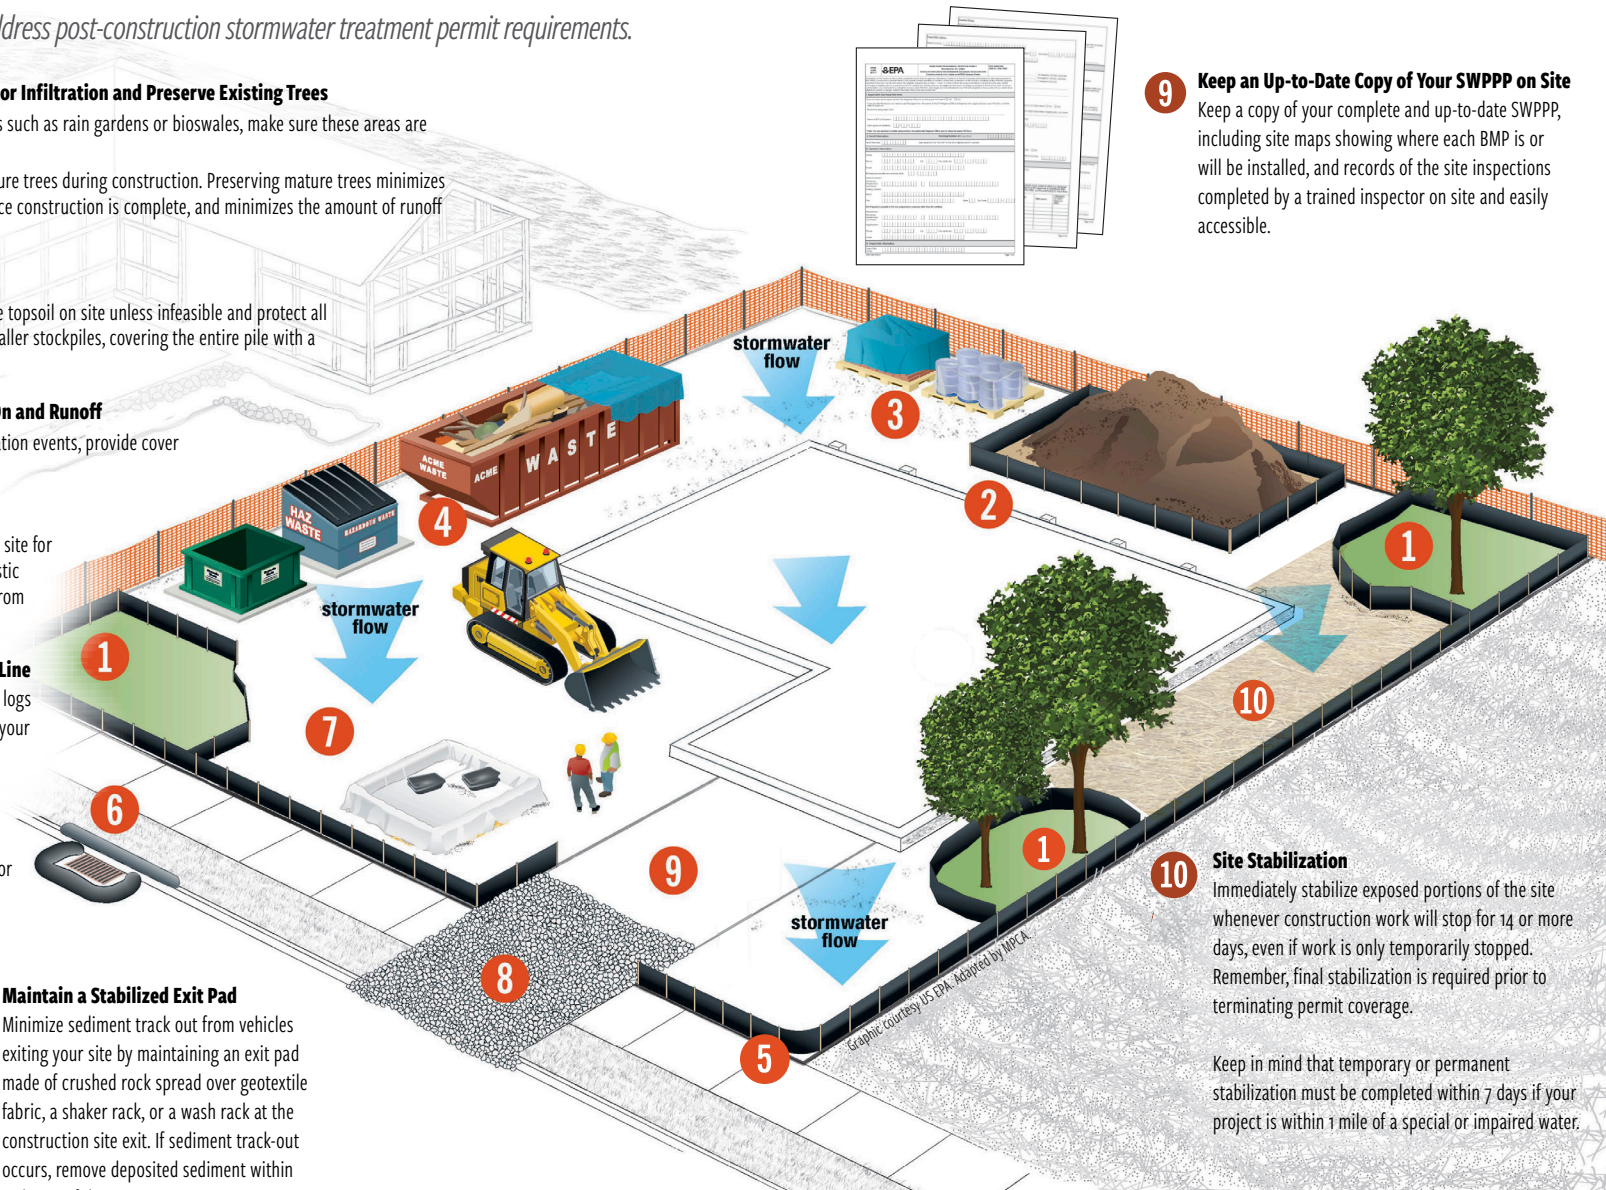 ddress post-construction stormwater treatment permit requirements.
or Infiltration and Preserve Existing Trees
s such as rain gardens or bioswales, make sure these areas are
ure trees during construction. Preserving mature trees minimizes
ce construction is complete, and minimizes the amount of runoff
e topsoil on site unless infeasible and protect all
aller stockpiles, covering the entire pile with a
On and Runoff
ation events, provide cover
site for
stic
rom
Line
logs
your
or
Maintain a Stabilized Exit Pad
Minimize sediment track out from vehicles
exiting your site by maintaining an exit pad
made of crushed rock spread over geotextile
fabric, a shaker rack, or a wash rack at the
construction site exit. If sediment track-out
occurs, remove deposited sediment within
EPA
9
Keep an Up-to-Date Copy of Your SWPPP on Site
Keep a copy of your complete and up-to-date SWPPP,
including site maps showing where each BMP is or
will be installed, and records of the site inspections
completed by a trained inspector on site and easily
accessible.
stormwater
flow
3
ACME
WASTE
ACME
WASTE
4
HAZ
WASTE
HAZARDOUS WASTE
2
1
stormwater
flow
1
7
10
6
9
1
8
stormwater
flow
5
Graphic courtesy US EPA. Adapted by MPCA.
10
Site Stabilization
Immediately stabilize exposed portions of the site
whenever construction work will stop for 14 or more
days, even if work is only temporarily stopped.
Remember, final stabilization is required prior to
terminating permit coverage.
Keep in mind that temporary or permanent
stabilization must be completed within 7 days if your
project is within 1 mile of a special or impaired water.